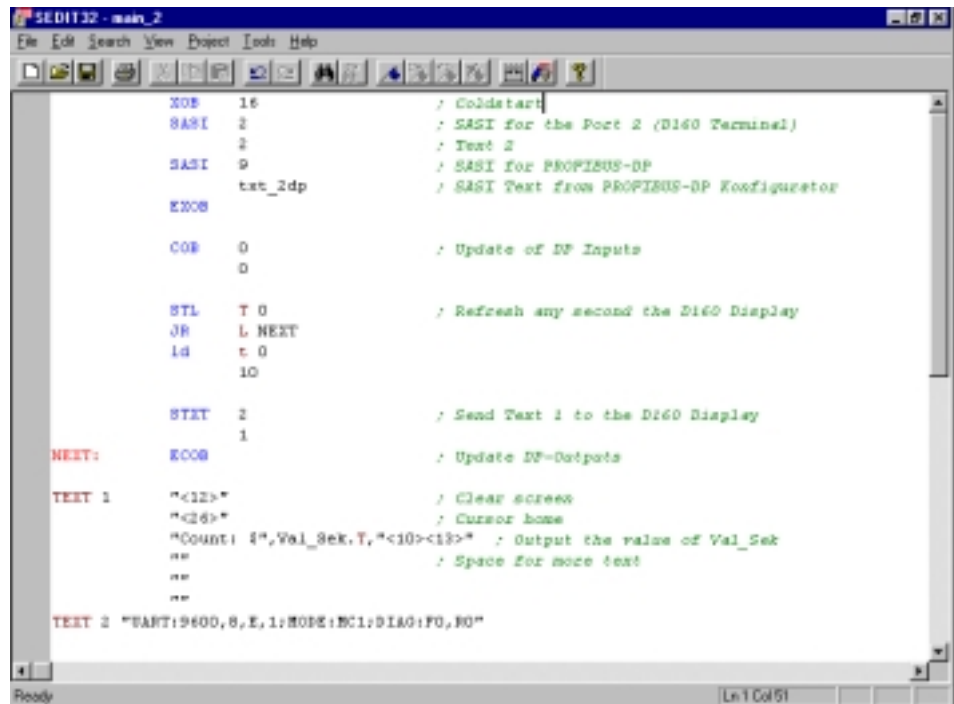 SEDIT32 - main_2
File Edit Search View Project Tools Help
XOB 16 ; Coldstart
SASI 2 ; SASI for the Port 2 (D160 Terminal)
2 ; Text 2
SASI 9 ; SASI for PROFIBUS-DP
txt_2dp ; SASI Text from PROFIBUS-DP Konfigurator
EXOB
COB 0 ; Update of DP Inputs
0
STL T 0 ; Refresh any second the D160 Display
JR L NEXT
ld t 0
10
STXT 2 ; Send Text 1 to the D160 Display
1
NEXT: ECOB ; Update DP-Outputs
TEXT 1 "<12>" ; Clear screen
"<26>" ; Cursor home
"Count: $",Val_Sek.T,"<10><13>" ; Output the value of Val_Sek
"" ; Space for more text
""
""
TEXT 2 "UART:9600,8,E,1;MODE:MC1;DIAG:F0,R0"
Ready Ln 1 Col 51